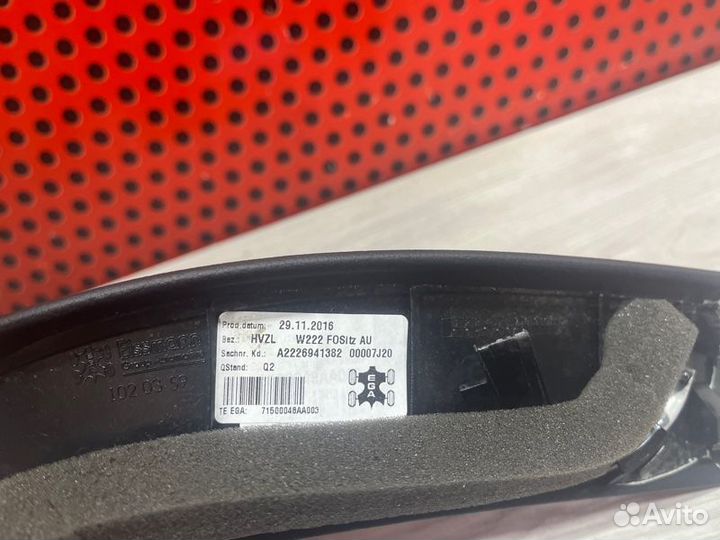 Prod.datum: 29.11.2016
Bez.: HVZL W222 FOSitz AU
Sachnr. Kd.: A2226941382 00007J20
QStand: Q2
EGA
TE EGA: 71500048AA003
102 03 59
Avito